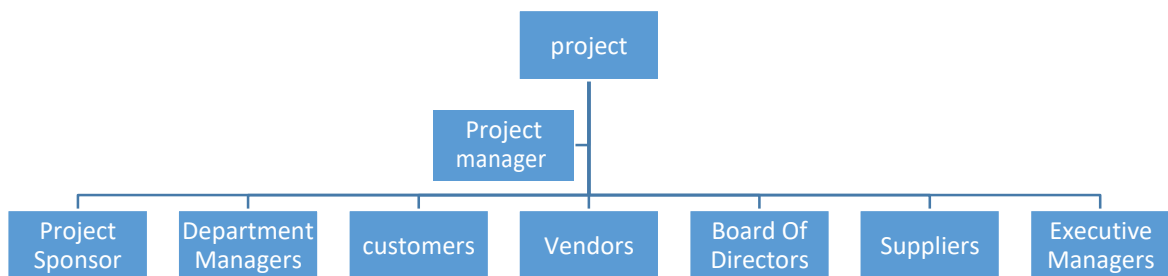 project
Project
manager
Project
Sponsor
Department
Managers
customers
Vendors
Board Of
Directors
Suppliers
Executive
Managers